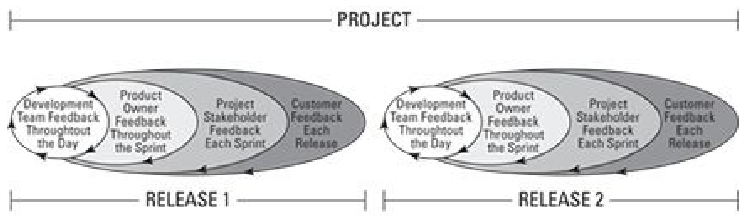 PROJECT
Development
Team Feedback
Throughtout
the Day
Product
Owner
Feedback
Throughout
the Sprint
Project
Stakeholder
Feedback
Each Sprint
Customer
Feedback
Each
Release
Development
Team Feedback
Throughtout
the Day
Product
Owner
Feedback
Throughout
the Sprint
Project
Stakeholder
Feedback
Each Sprint
Customer
Feedback
Each
Release
RELEASE 1
RELEASE 2